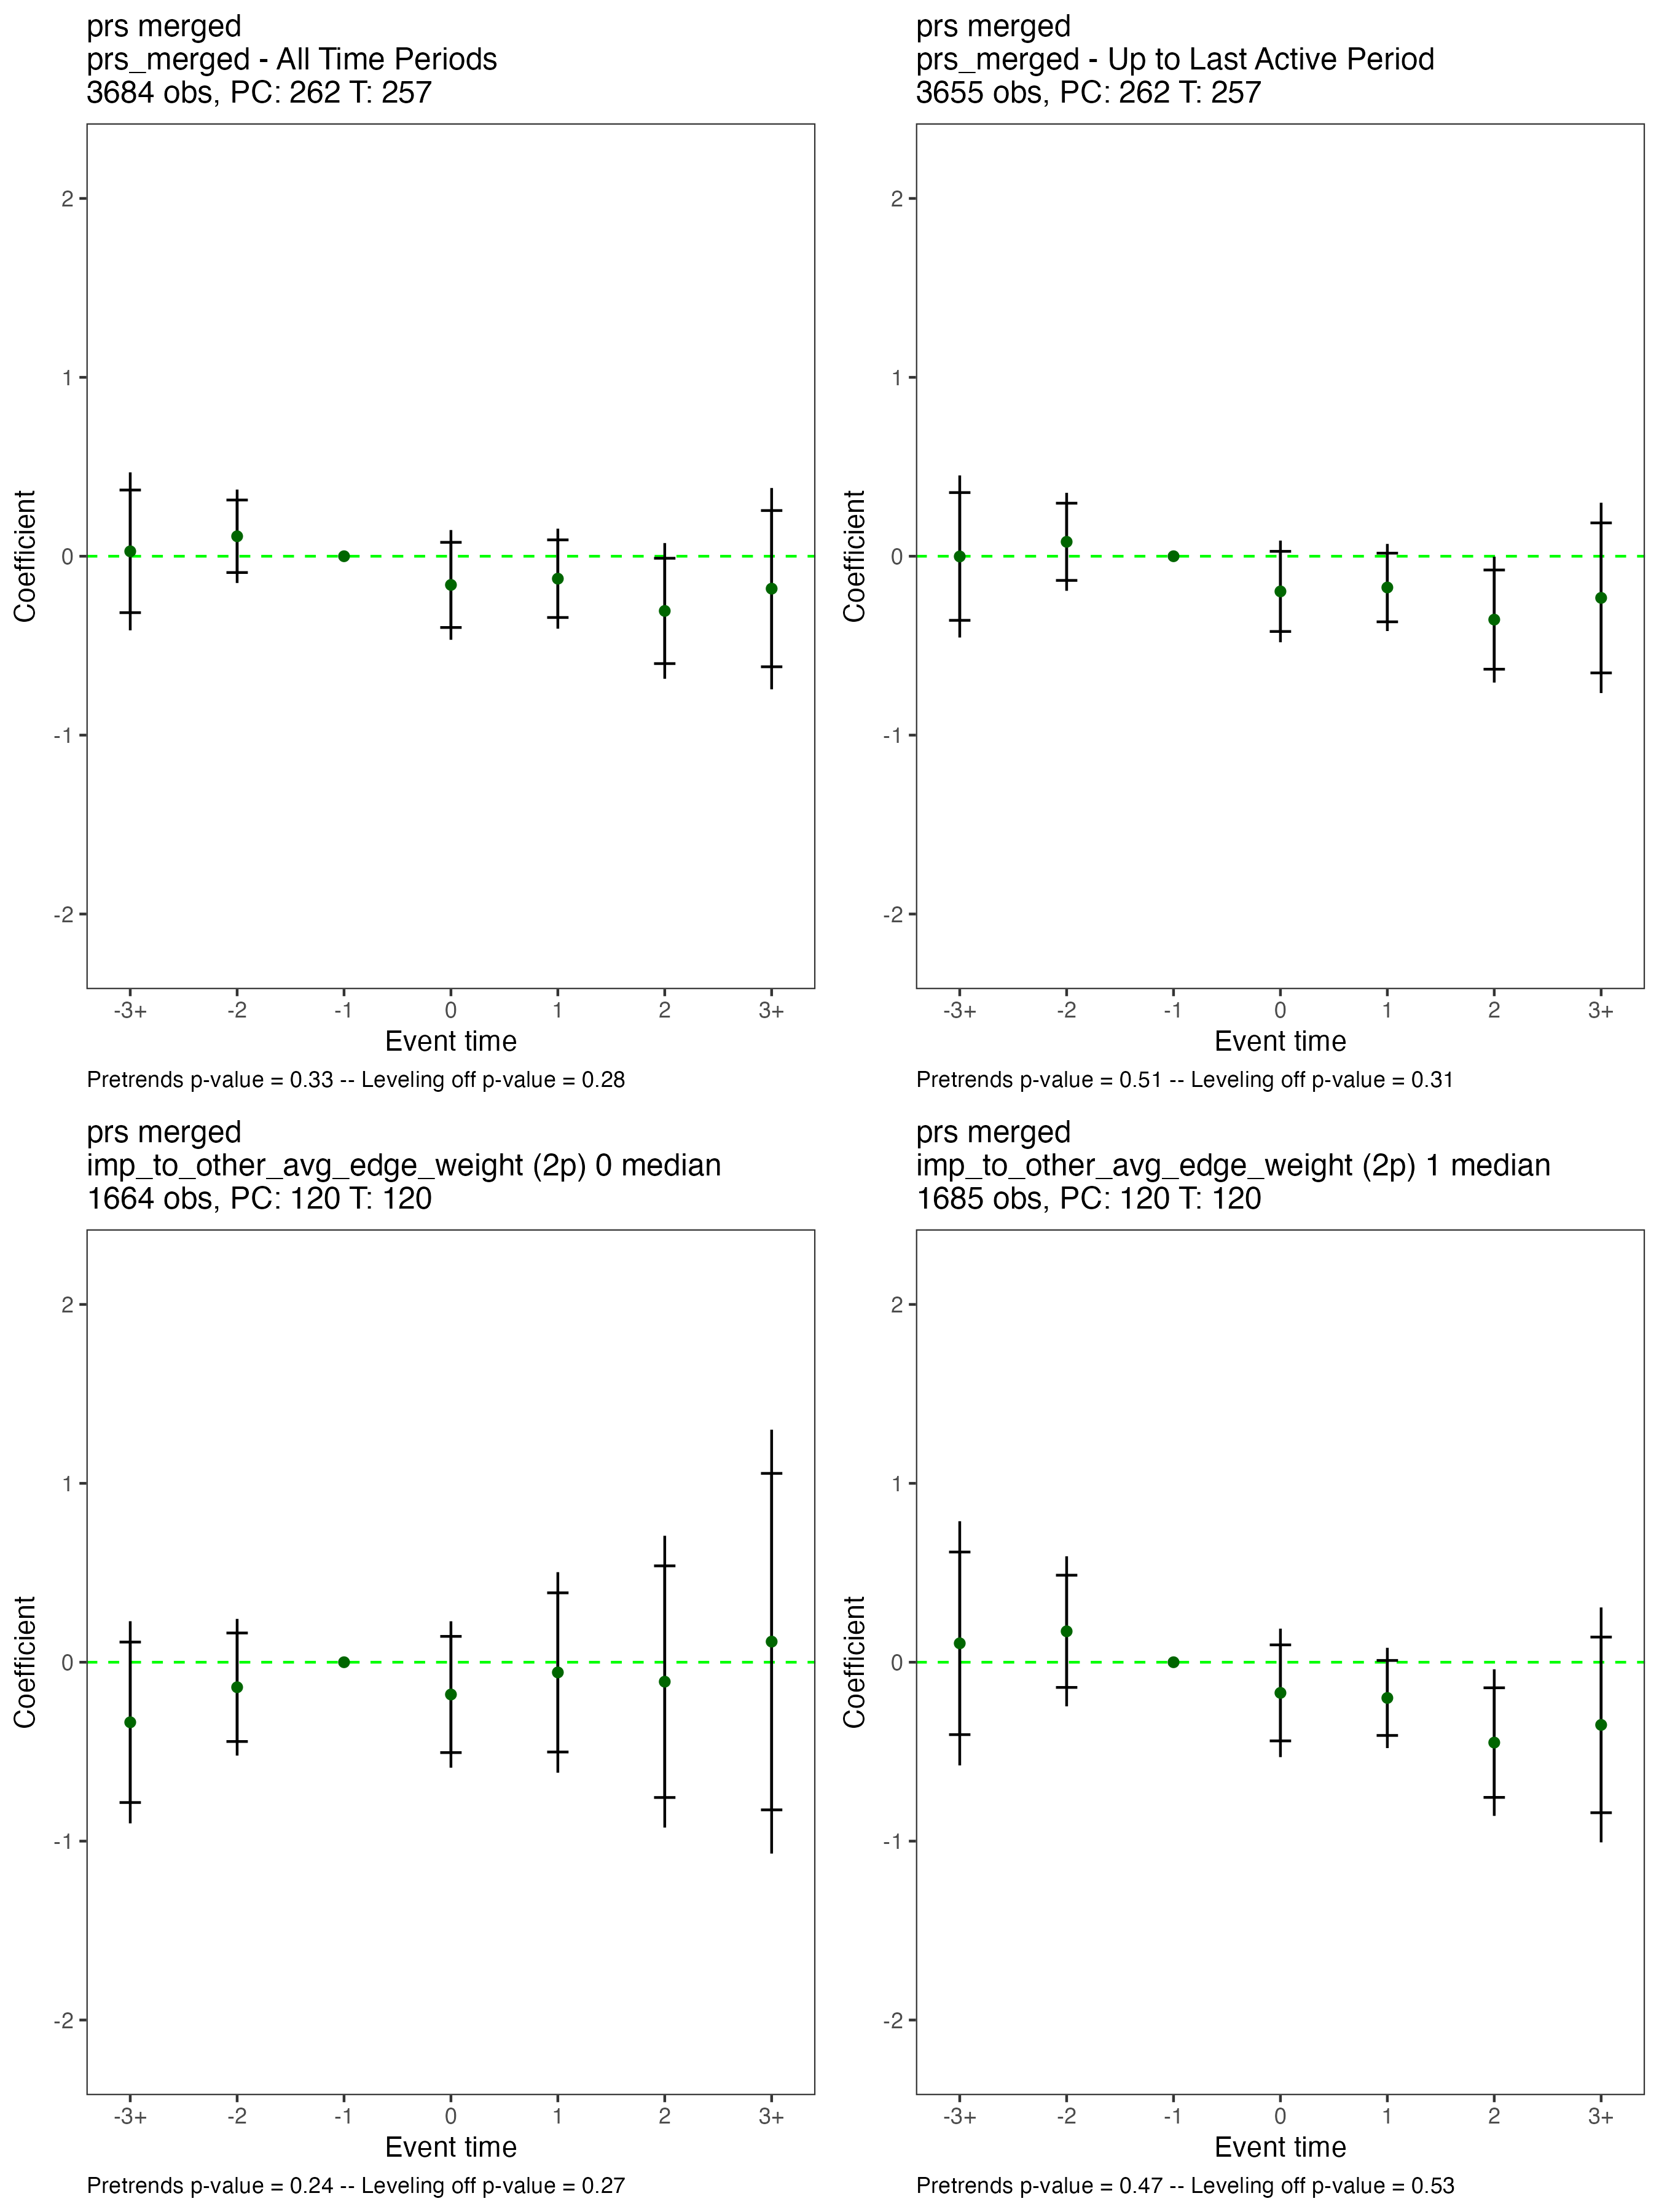 prs merged
prs_merged - All Time Periods
3684 obs, PC: 262 T: 257
2
1
0
-1
-2
Coefficient
-3+ -2 -1 0 1 2 3+
Event time
Pretrends p-value = 0.33 -- Leveling off p-value = 0.28
prs merged
prs_merged - Up to Last Active Period
3655 obs, PC: 262 T: 257
2
1
0
-1
-2
Coefficient
-3+ -2 -1 0 1 2 3+
Event time
Pretrends p-value = 0.51 -- Leveling off p-value = 0.31
prs merged
imp_to_other_avg_edge_weight (2p) 0 median
1664 obs, PC: 120 T: 120
2
1
0
-1
-2
Coefficient
-3+ -2 -1 0 1 2 3+
Event time
Pretrends p-value = 0.24 -- Leveling off p-value = 0.27
prs merged
imp_to_other_avg_edge_weight (2p) 1 median
1685 obs, PC: 120 T: 120
2
1
0
-1
-2
Coefficient
-3+ -2 -1 0 1 2 3+
Event time
Pretrends p-value = 0.47 -- Leveling off p-value = 0.53